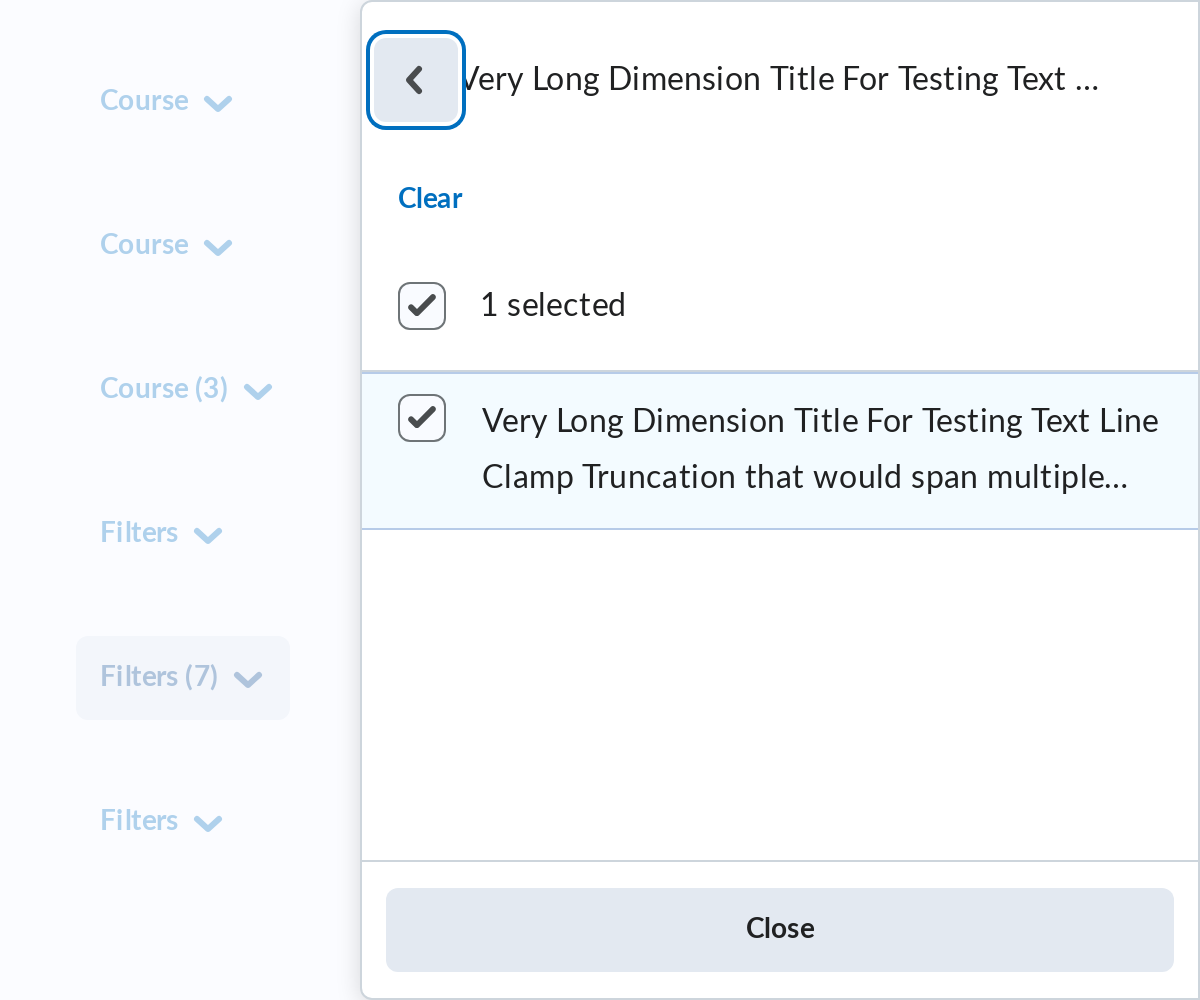 Course
Course
Course (3)
Filters
Filters (7)
Filters
Very Long Dimension Title For Testing Text ...
Clear
1 selected
Very Long Dimension Title For Testing Text Line
Clamp Truncation that would span multiple...
Close